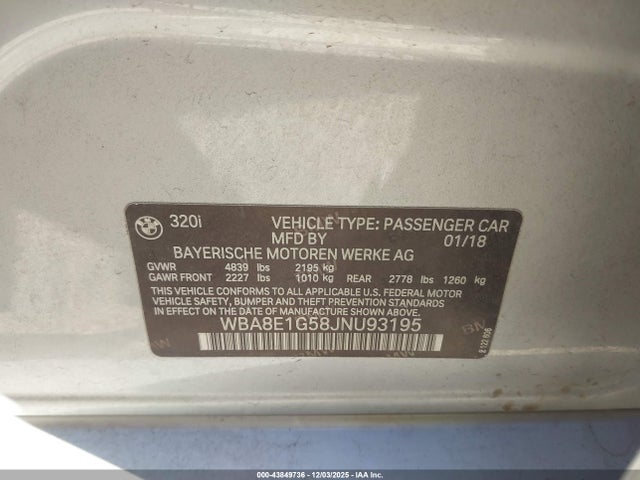 BMW
320i VEHICLE TYPE: PASSENGER CAR
MFD BY 01/18
BAYERISCHE MOTOREN WERKE AG
GVWR 4839 lbs 2195 kg
GAWR FRONT 2227 lbs 1010 kg REAR 2778 lbs 1260 kg
THIS VEHICLE CONFORMS TO ALL APPLICABLE U.S. FEDERAL MOTOR
VEHICLE SAFETY, BUMPER AND THEFT PREVENTION STANDARDS
IN EFFECT ON THE DATE OF MANUFACTURE SHOWN ABOVE.
WBA8E1G58JNU93195
000-43849736 - 12/03/2025 - IAA Inc.